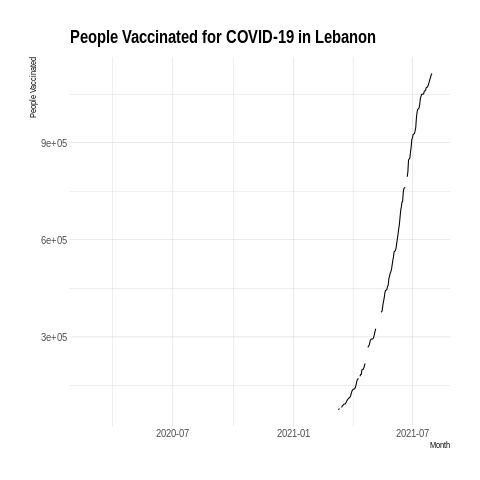 People Vaccinated for COVID-19 in Lebanon
People Vaccinated
9e+05
6e+05
3e+05
2020-07
2021-01
2021-07
Month